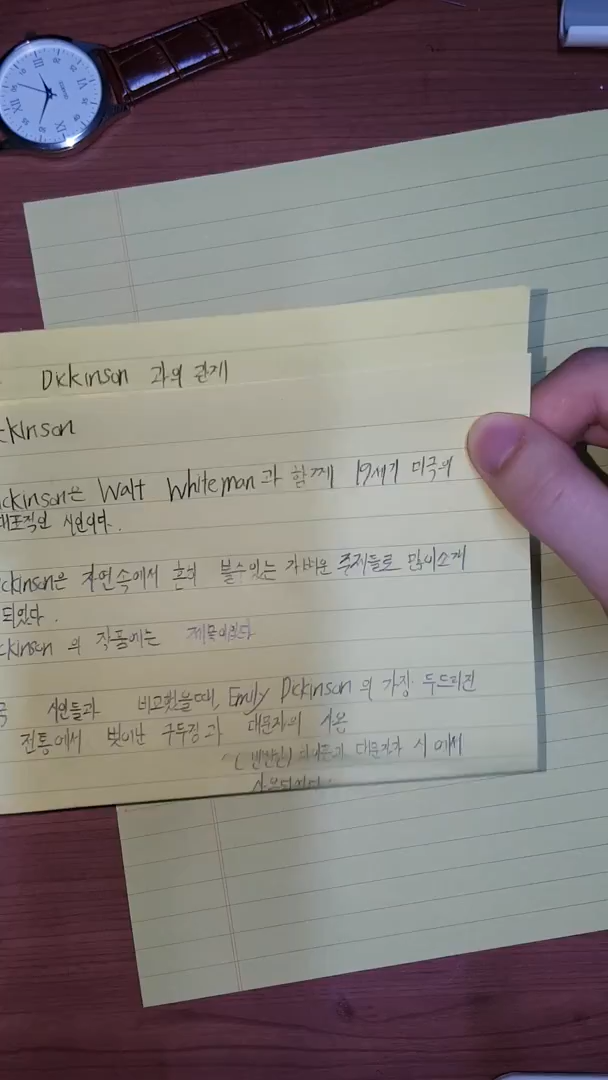 Dickinson 과의 관계
ckinson
ickinson은 Walt Whiteman과 함께 19세기 미국의
대표적인 시인이다.
ickinson은 자연속에서 흔히 볼수있는 가벼운 주제들로 많이소개
되었다.
ckinson 의 작품에는 제목이없다
시인들과 비교했을때, Emily Dickinson 의 가장 두드러진
전통에서 벗어난 구두점과 대문자의 사용
대문자가 시에서